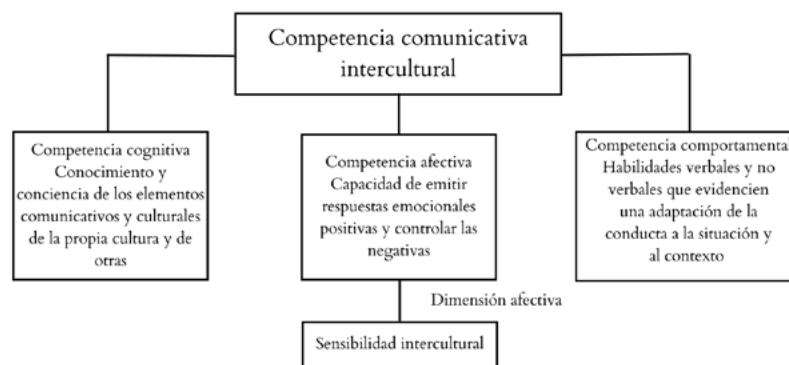 Competencia comunicativa
intercultural
Competencia cognitiva
Conocimiento y
conciencia de los elementos
comunicativos y culturales
de la propia cultura y de
otras
Competencia afectiva
Capacidad de emitir
respuestas emocionales
positivas y controlar las
negativas
Competencia comportamental
Habilidades verbales y no
verbales que evidencien
una adaptación de la
conducta a la situación y
al contexto
Dimensión afectiva
Sensibilidad intercultural